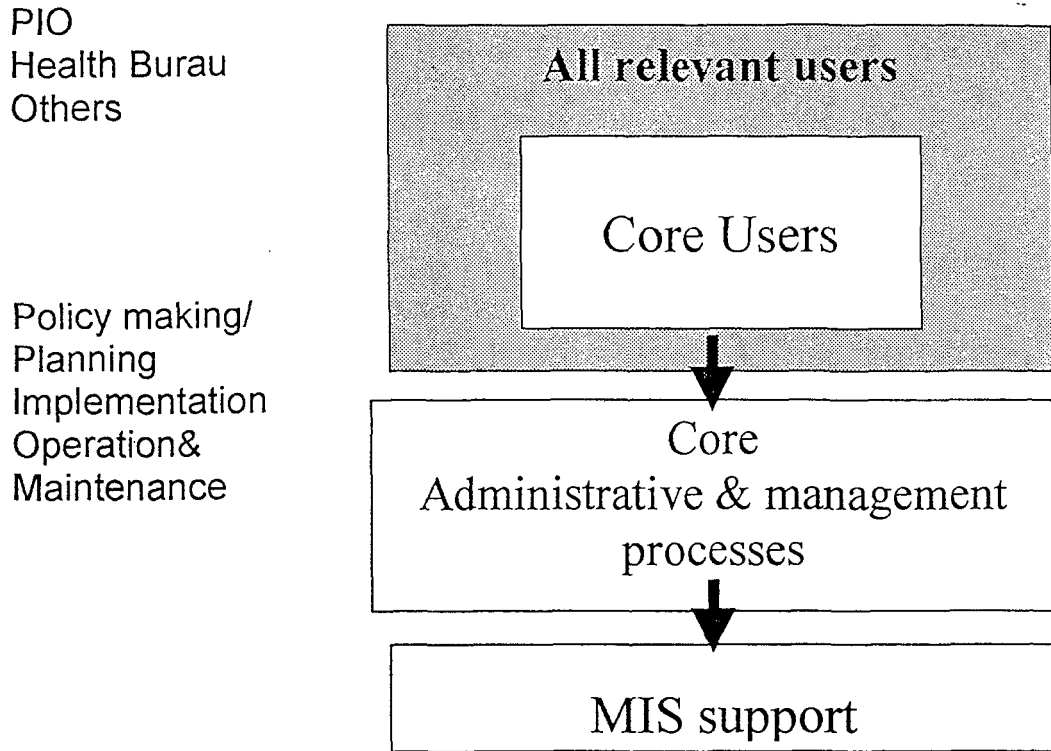 PIO
Health Burau
Others
All relevant users
Core Users
Policy making/
Planning
Implementation
Operation&
Maintenance
Core
Administrative & management
processes
MIS support